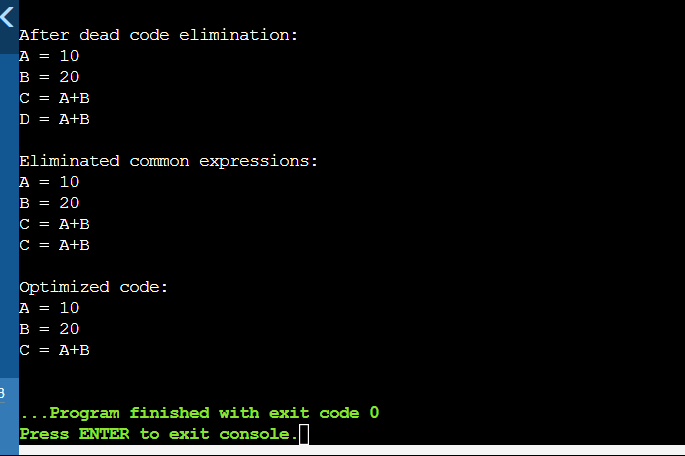 After dead code elimination:
A = 10
B = 20
C = A+B
D = A+B
Eliminated common expressions:
A = 10
B = 20
C = A+B
C = A+B
Optimized code:
A = 10
B = 20
C = A+B
...Program finished with exit code 0
Press ENTER to exit console.